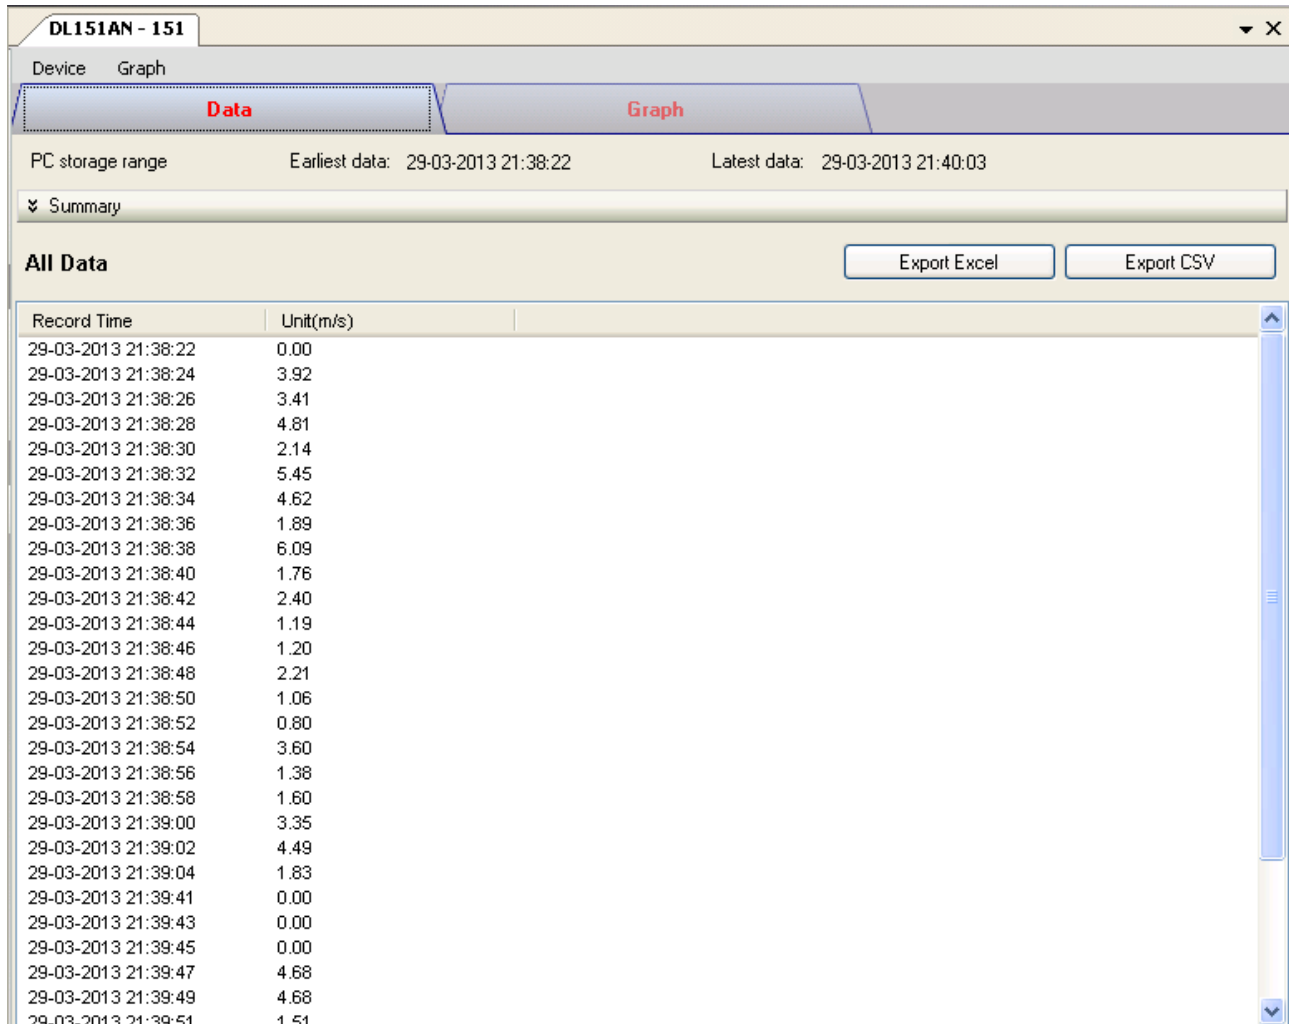 DL151AN - 151
Device Graph
Data Graph
PC storage range Earliest data: 29-03-2013 21:38:22 Latest data: 29-03-2013 21:40:03
Summary
All Data Export Excel Export CSV
Record Time Unit(m/s)
29-03-2013 21:38:22 0.00
29-03-2013 21:38:24 3.92
29-03-2013 21:38:26 3.41
29-03-2013 21:38:28 4.81
29-03-2013 21:38:30 2.14
29-03-2013 21:38:32 5.45
29-03-2013 21:38:34 4.62
29-03-2013 21:38:36 1.89
29-03-2013 21:38:38 6.09
29-03-2013 21:38:40 1.76
29-03-2013 21:38:42 2.40
29-03-2013 21:38:44 1.19
29-03-2013 21:38:46 1.20
29-03-2013 21:38:48 2.21
29-03-2013 21:38:50 1.06
29-03-2013 21:38:52 0.80
29-03-2013 21:38:54 3.60
29-03-2013 21:38:56 1.38
29-03-2013 21:38:58 1.60
29-03-2013 21:39:00 3.35
29-03-2013 21:39:02 4.49
29-03-2013 21:39:04 1.83
29-03-2013 21:39:41 0.00
29-03-2013 21:39:43 0.00
29-03-2013 21:39:45 0.00
29-03-2013 21:39:47 4.68
29-03-2013 21:39:49 4.68
29-03-2013 21:39:51 1.51